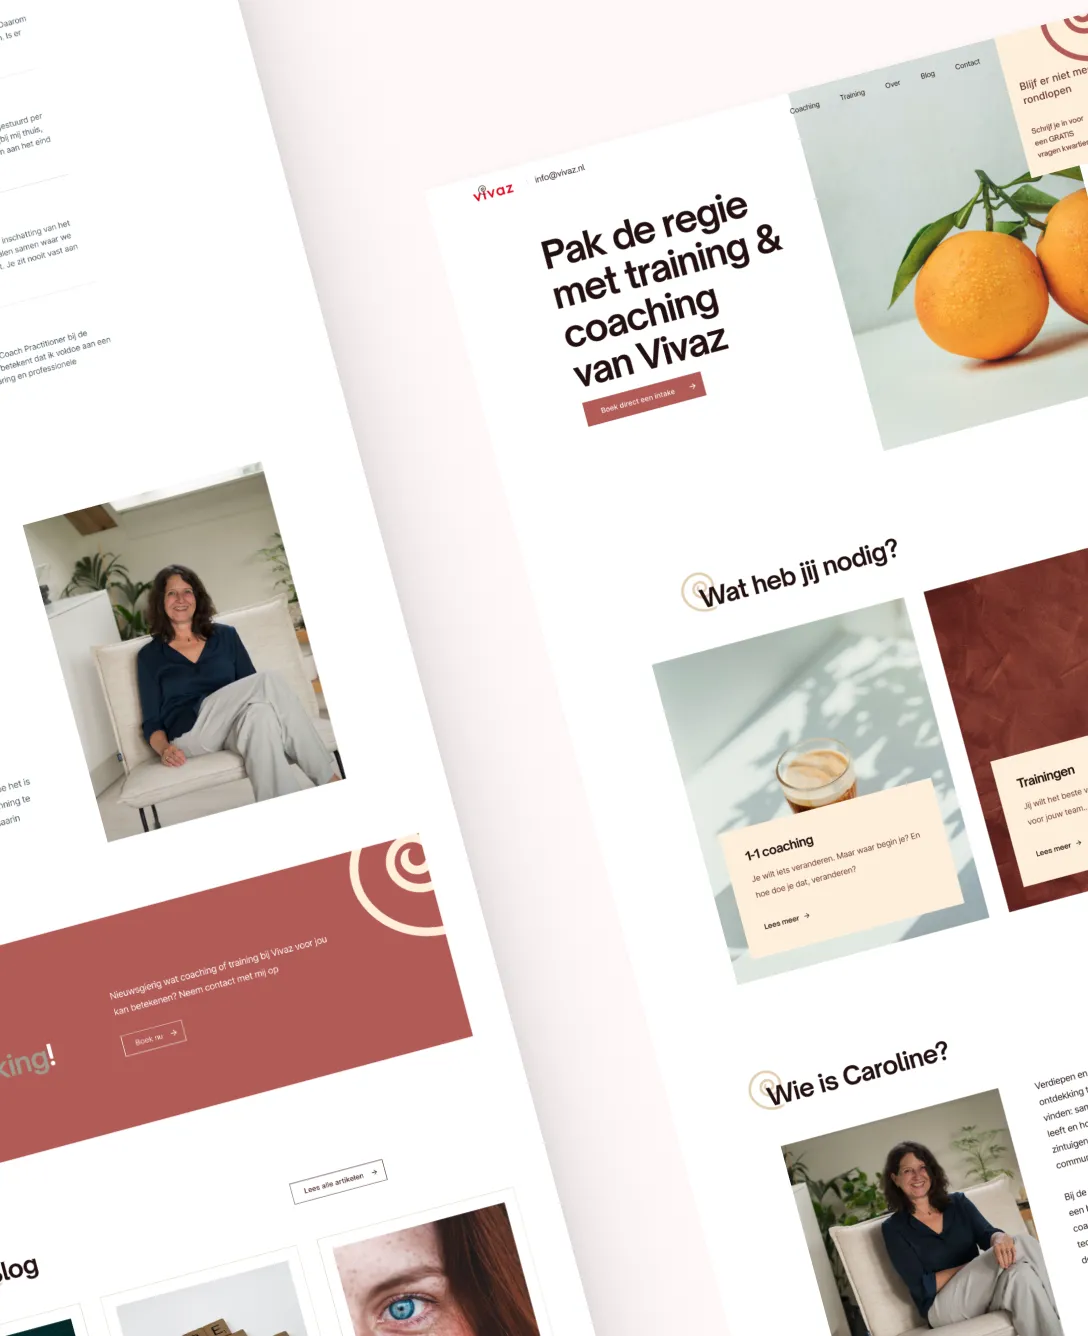 Daarom
. Is er
gestuurd per
bij mij thuis,
n aan het eind
inschatting van het
alen samen waar we
t. Je zit nooit vast aan
Coach Practitioner bij de
betekent dat ik voldoe aan een
aring en professionele
e het is
nning te
aarin
Nieuwsgierig wat coaching of training bij Vivaz voor jou
kan betekenen? Neem contact met mij op
Boek nu →
king!
Lees alle artikelen →
log
E
vivaz
info@vivaz.nl
Coaching Training Over Blog Contact
Blijf er niet me
rondlopen
Schrijf je in voor
een GRATIS
vragen kwartier
Pak de regie
met training &
coaching
van Vivaz
Boek direct een intake →
Wat heb jij nodig?
1-1 coaching
Je wilt iets veranderen. Maar waar begin je? En
hoe doe je dat, veranderen?
Lees meer →
Trainingen
Jij wilt het beste v
voor jouw team...
Lees meer →
Wie is Caroline?
Verdiepen en
ontdekking t
vinden: sam
leeft en ho
zintuigen
commun
Bij de
een h
coa
tec
de